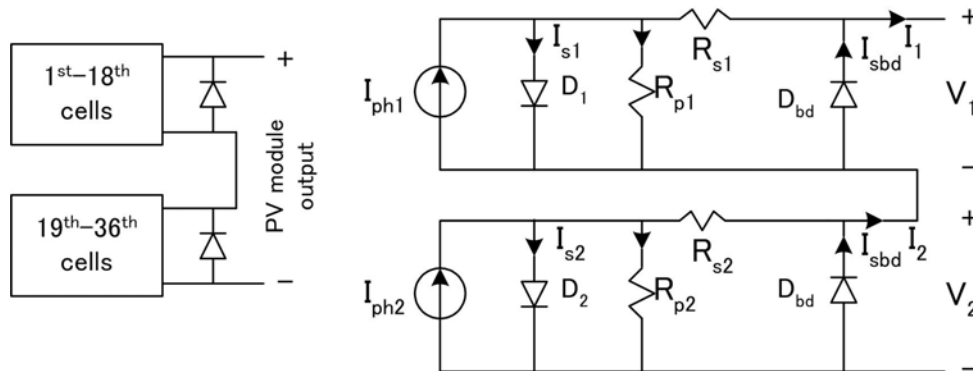 1st-18th
cells
+
19th-36th
cells
−
PV module
output
Iph1
Is1
D1
Rp1
Rs1
Isbd
I1
Dbd
+
V1
−
Iph2
Is2
D2
Rp2
Rs2
Isbd
I2
Dbd
+
V2
−